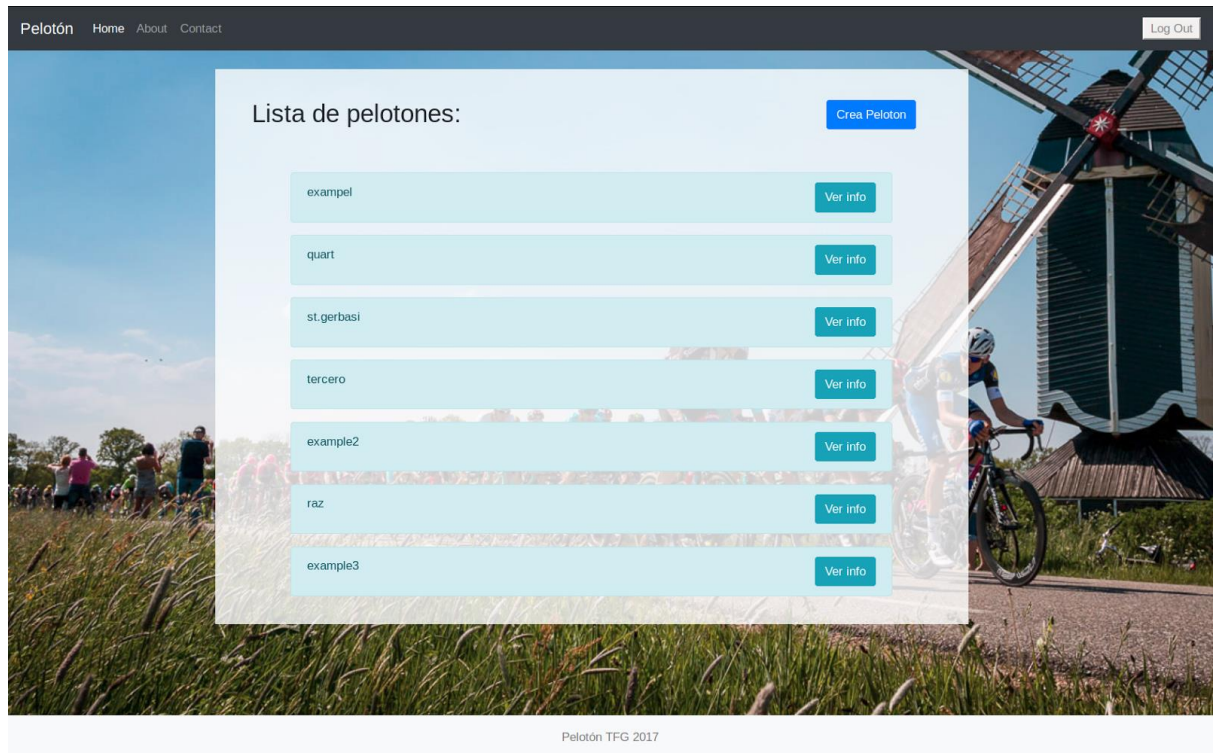 Pelotón Home About Contact Log Out
Lista de pelotones: Crea Peloton
exampel Ver info
quart Ver info
st.gerbasi Ver info
tercero Ver info
example2 Ver info
raz Ver info
example3 Ver info
Pelotón TFG 2017